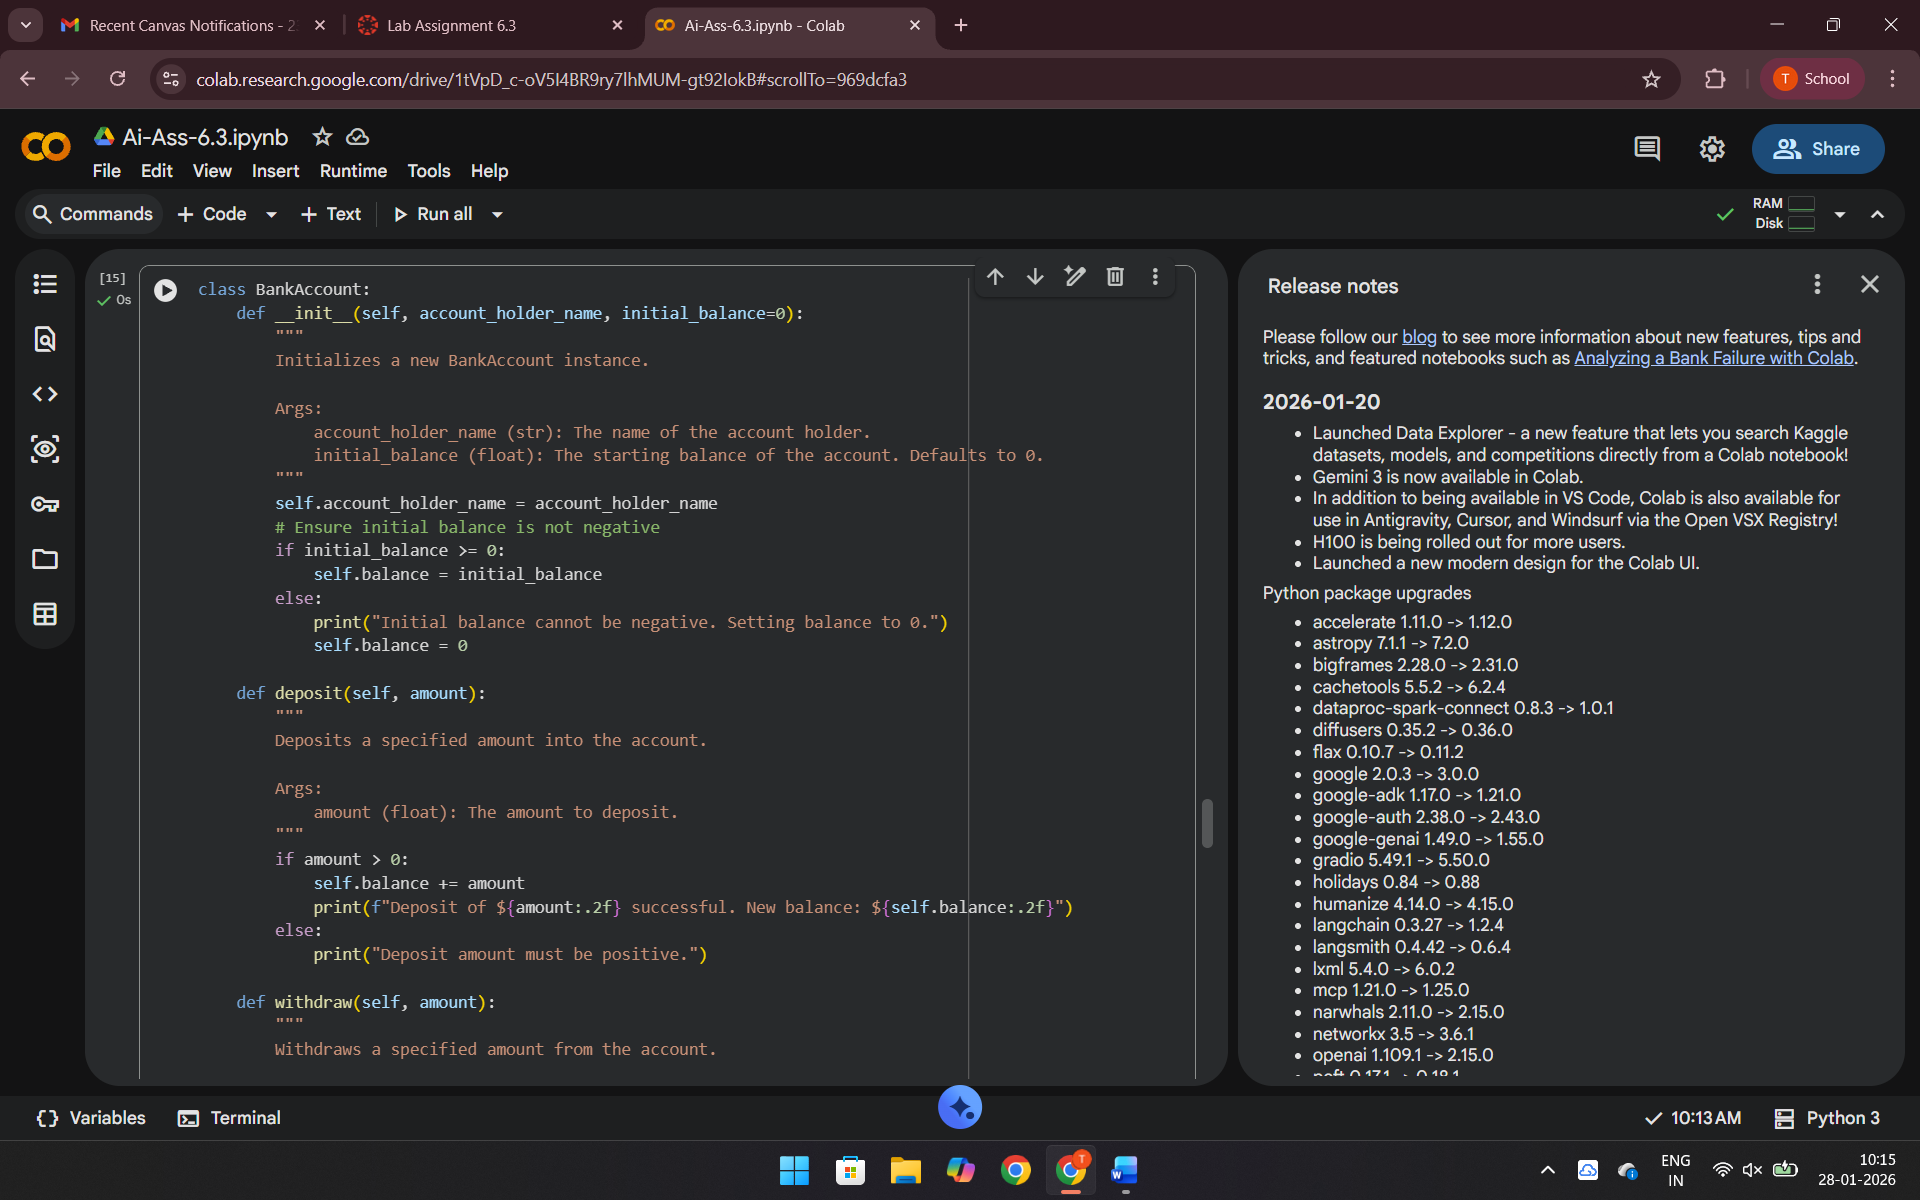 Recent Canvas Notifications - 2
Lab Assignment 6.3
Ai-Ass-6.3.ipynb - Colab
colab.research.google.com/drive/1tVpD_c-oV5I4BR9ry7lhMUM-gt92IokB#scrollTo=969dcfa3
T School
Ai-Ass-6.3.ipynb
File Edit View Insert Runtime Tools Help
Share
Commands + Code + Text Run all
RAM
Disk
[15]
0s
class BankAccount:
def __init__(self, account_holder_name, initial_balance=0):
"""
Initializes a new BankAccount instance.
Args:
account_holder_name (str): The name of the account holder.
initial_balance (float): The starting balance of the account. Defaults to 0.
"""
self.account_holder_name = account_holder_name
# Ensure initial balance is not negative
if initial_balance >= 0:
self.balance = initial_balance
else:
print("Initial balance cannot be negative. Setting balance to 0.")
self.balance = 0
def deposit(self, amount):
"""
Deposits a specified amount into the account.
Args:
amount (float): The amount to deposit.
"""
if amount > 0:
self.balance += amount
print(f"Deposit of ${amount:.2f} successful. New balance: ${self.balance:.2f}")
else:
print("Deposit amount must be positive.")
def withdraw(self, amount):
"""
Withdraws a specified amount from the account.
Release notes
Please follow our blog to see more information about new features, tips and
tricks, and featured notebooks such as Analyzing a Bank Failure with Colab.
2026-01-20
• Launched Data Explorer - a new feature that lets you search Kaggle
datasets, models, and competitions directly from a Colab notebook!
• Gemini 3 is now available in Colab.
• In addition to being available in VS Code, Colab is also available for
use in Antigravity, Cursor, and Windsurf via the Open VSX Registry!
• H100 is being rolled out for more users.
• Launched a new modern design for the Colab UI.
Python package upgrades
• accelerate 1.11.0 -> 1.12.0
• astropy 7.1.1 -> 7.2.0
• bigframes 2.28.0 -> 2.31.0
• cachetools 5.5.2 -> 6.2.4
• dataproc-spark-connect 0.8.3 -> 1.0.1
• diffusers 0.35.2 -> 0.36.0
• flax 0.10.7 -> 0.11.2
• google 2.0.3 -> 3.0.0
• google-adk 1.17.0 -> 1.21.0
• google-auth 2.38.0 -> 2.43.0
• google-genai 1.49.0 -> 1.55.0
• gradio 5.49.1 -> 5.50.0
• holidays 0.84 -> 0.88
• humanize 4.14.0 -> 4.15.0
• langchain 0.3.27 -> 1.2.4
• langsmith 0.4.42 -> 0.6.4
• lxml 5.4.0 -> 6.0.2
• mcp 1.21.0 -> 1.25.0
• narwhals 2.11.0 -> 2.15.0
• networkx 3.5 -> 3.6.1
• openai 1.109.1 -> 2.15.0
Variables Terminal
10:13 AM Python 3
ENG
IN
10:15
28-01-2026